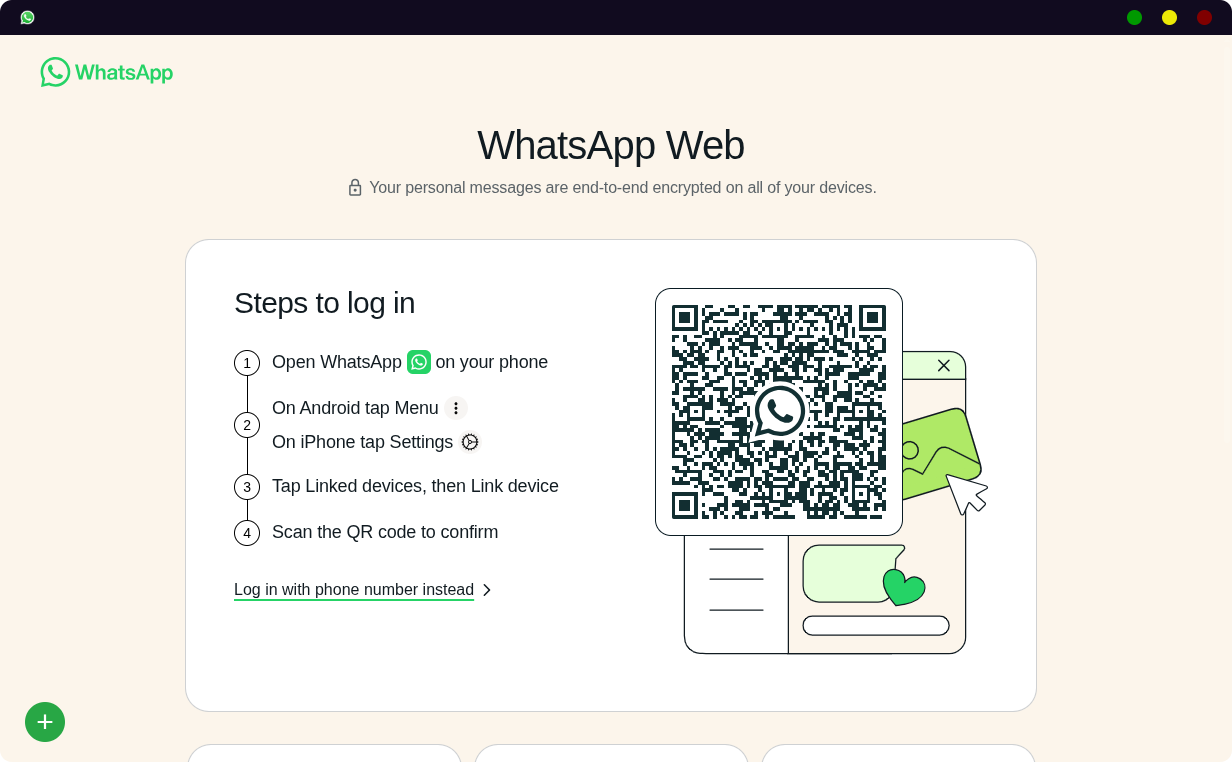 WhatsApp
WhatsApp Web
Your personal messages are end-to-end encrypted on all of your devices.
Steps to log in
1 Open WhatsApp on your phone
2 On Android tap Menu
On iPhone tap Settings
3 Tap Linked devices, then Link device
4 Scan the QR code to confirm
Log in with phone number instead